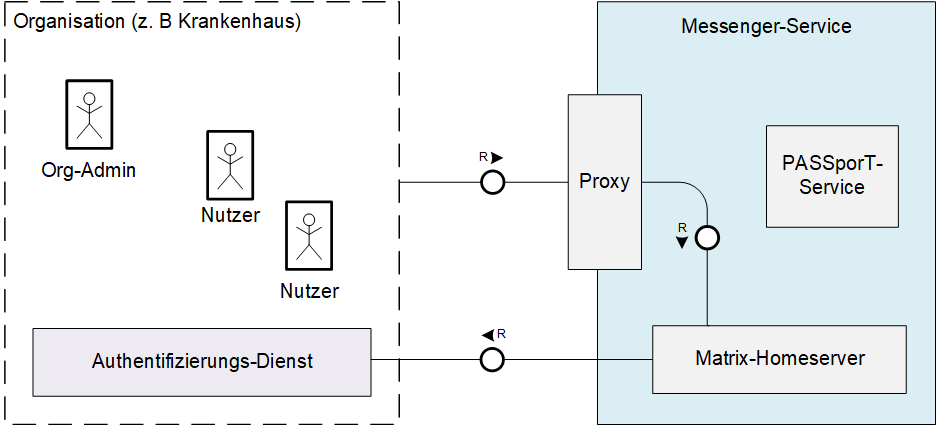 Organisation (z. B Krankenhaus)
Messenger-Service
Org-Admin
Nutzer
Nutzer
R
Proxy
R
PASSporT-
Service
Authentifizierungs-Dienst
R
Matrix-Homeserver